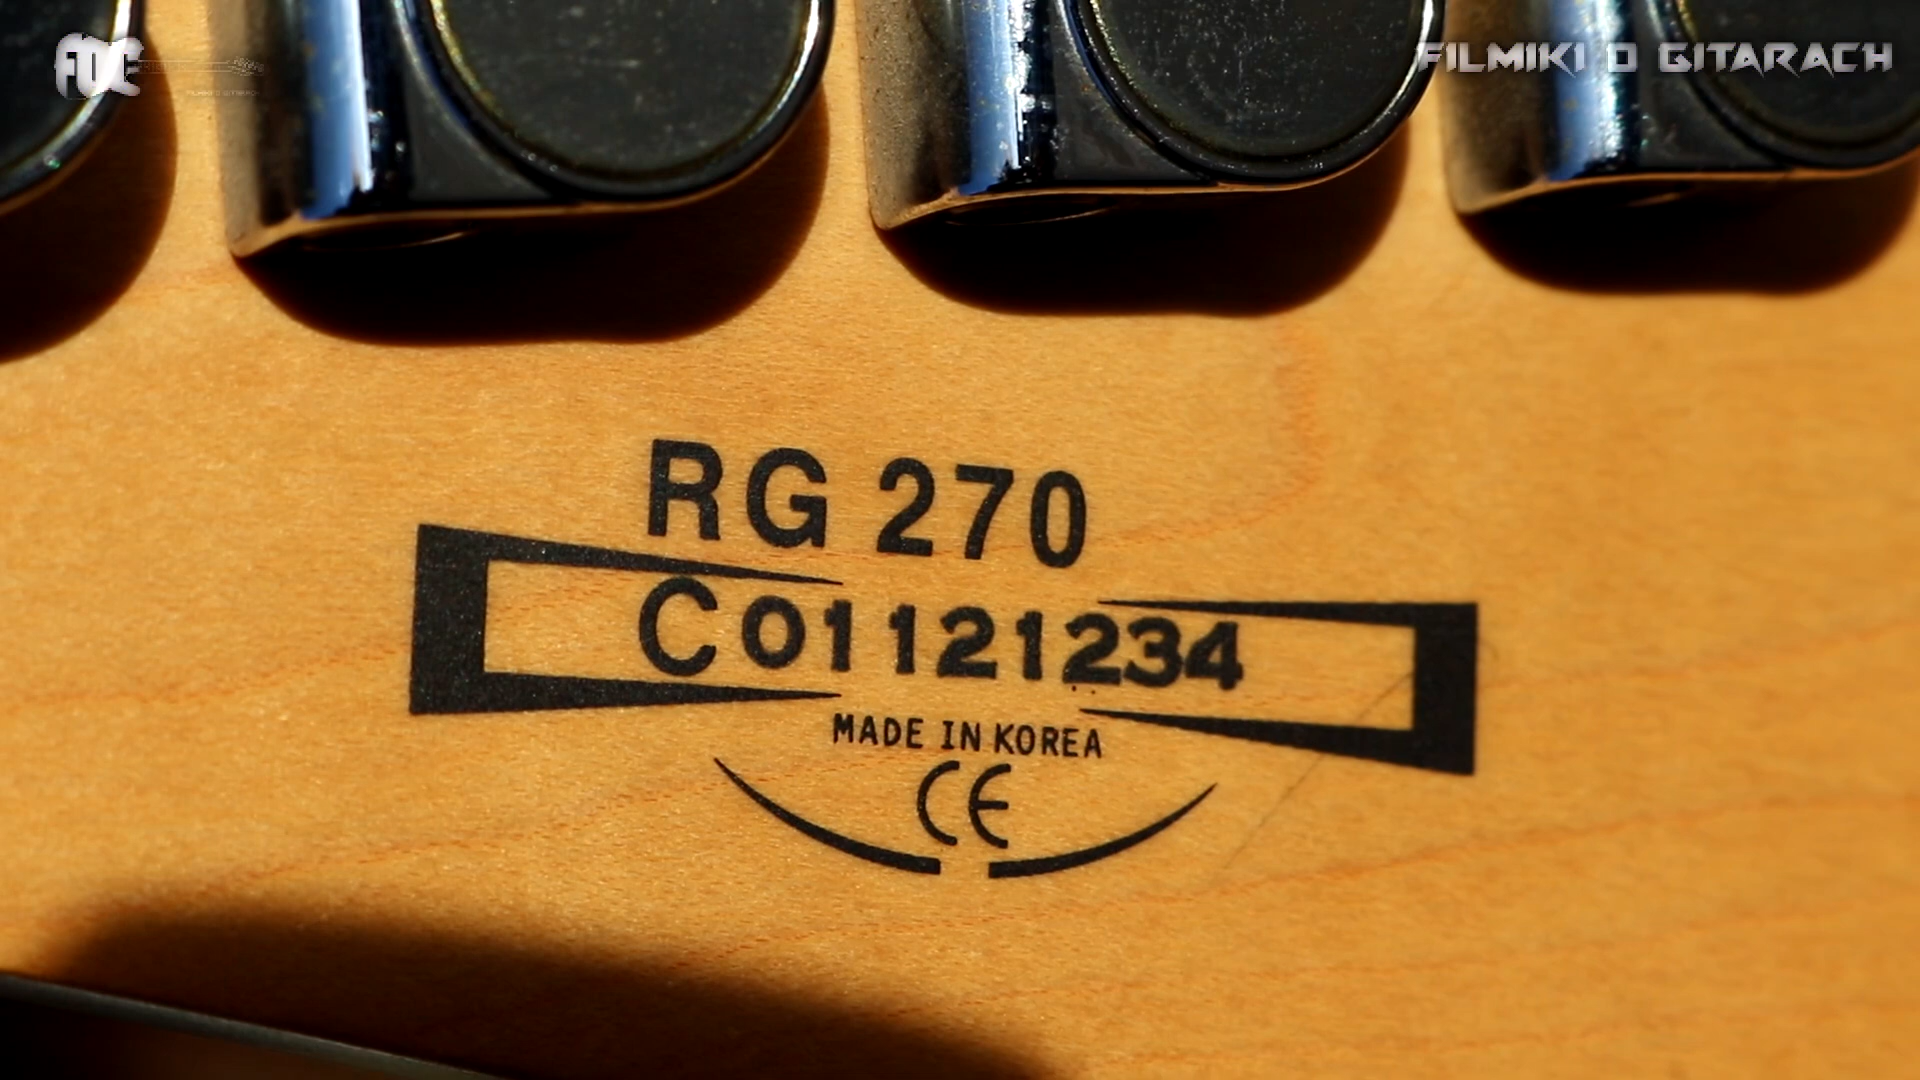 FILMIKI O GITARACH
RG 270
C01121234
MADE IN KOREA
CE